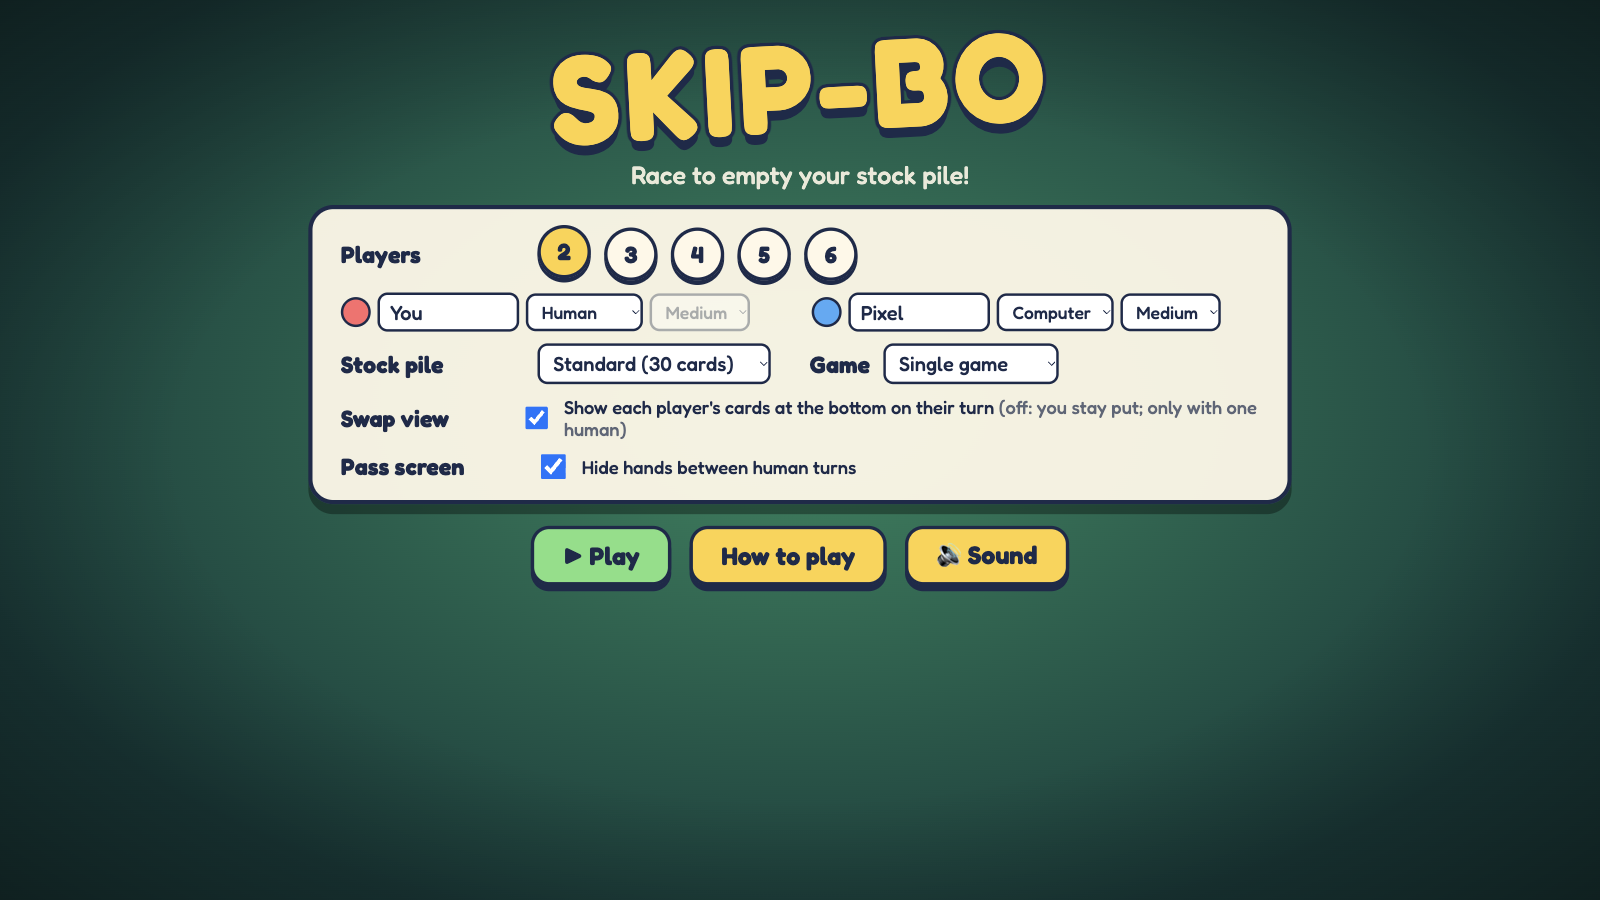 SKIP-BO
Race to empty your stock pile!
Players 2 3 4 5 6
You Human Medium Pixel Computer Medium
Stock pile Standard (30 cards) Game Single game
Swap view Show each player's cards at the bottom on their turn (off: you stay put; only with one
human)
Pass screen Hide hands between human turns
▶ Play How to play 🔊 Sound